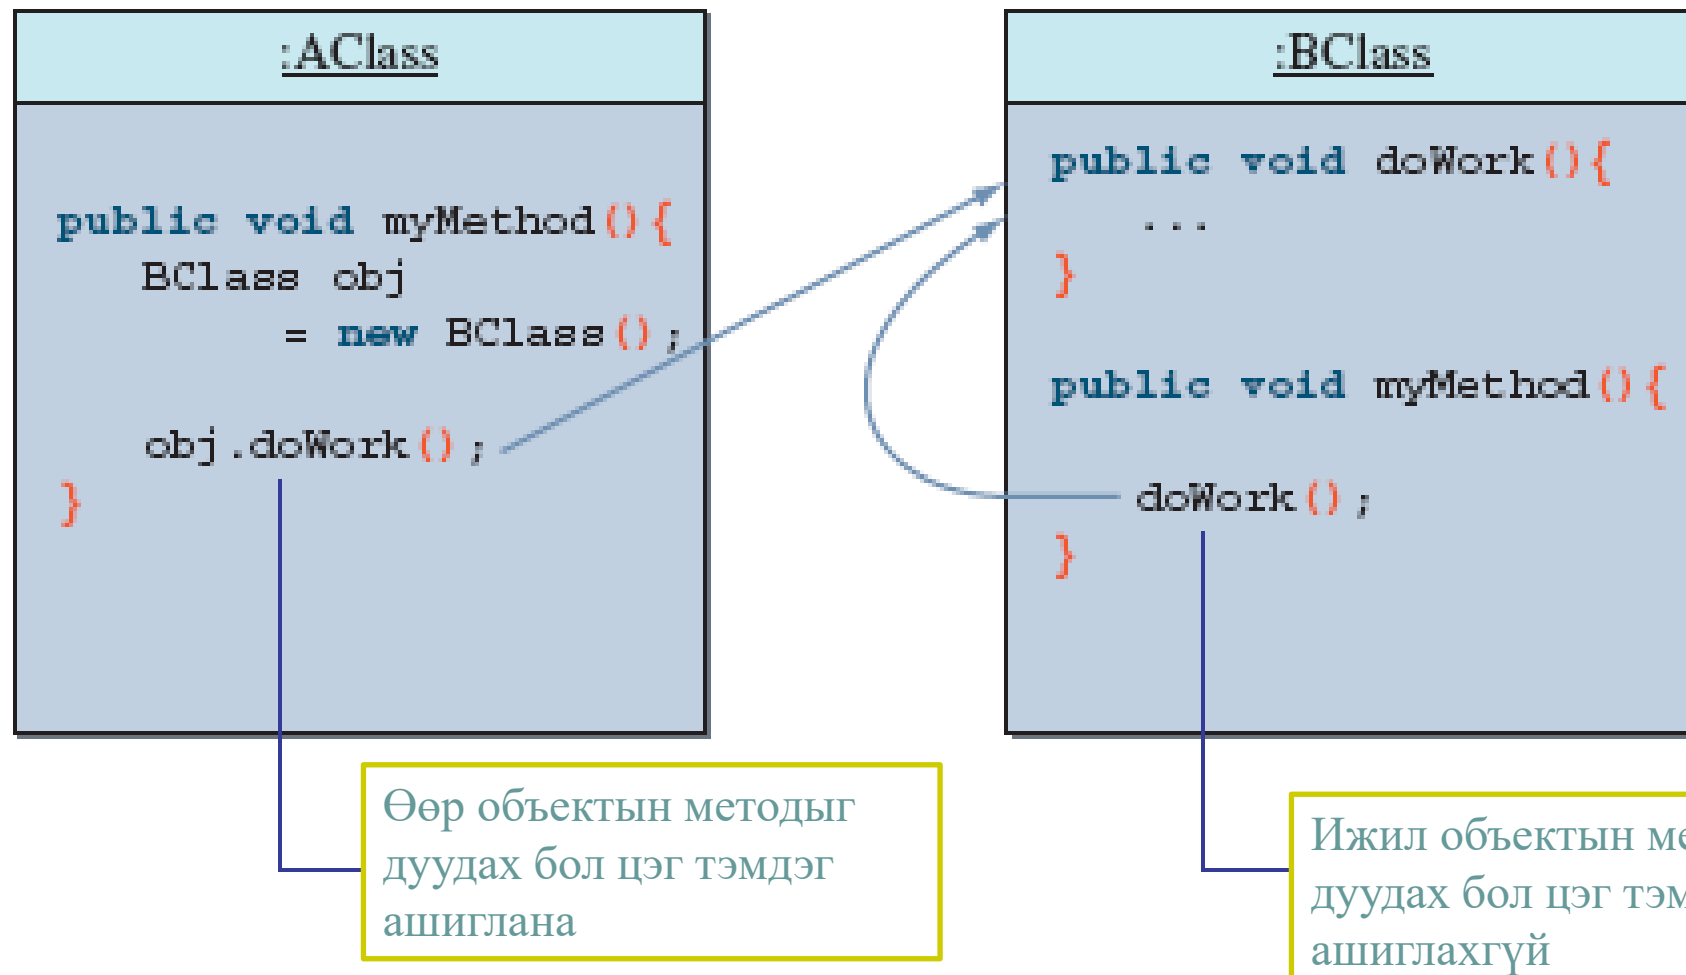 :AClass
public void myMethod(){
BClass obj
= new BClass();
obj.doWork();
}
Өөр объектын методыг
дуудах бол цэг тэмдэг
ашиглана
:BClass
public void doWork(){
...
}
public void myMethod(){
doWork();
}
Ижил объектын
дуудах бол цэг
ашиглахгүй